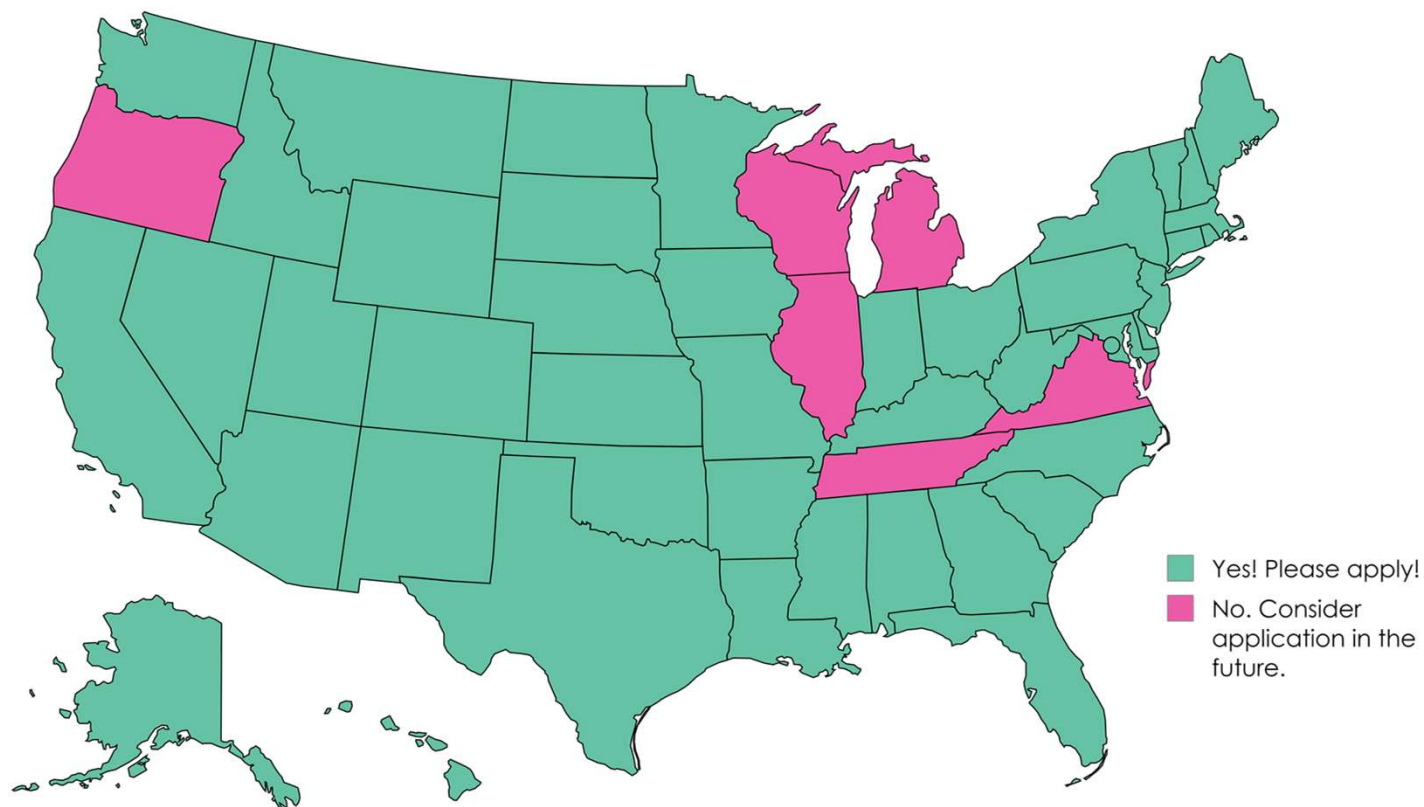 Yes! Please apply!
No. Consider
application in the
future.